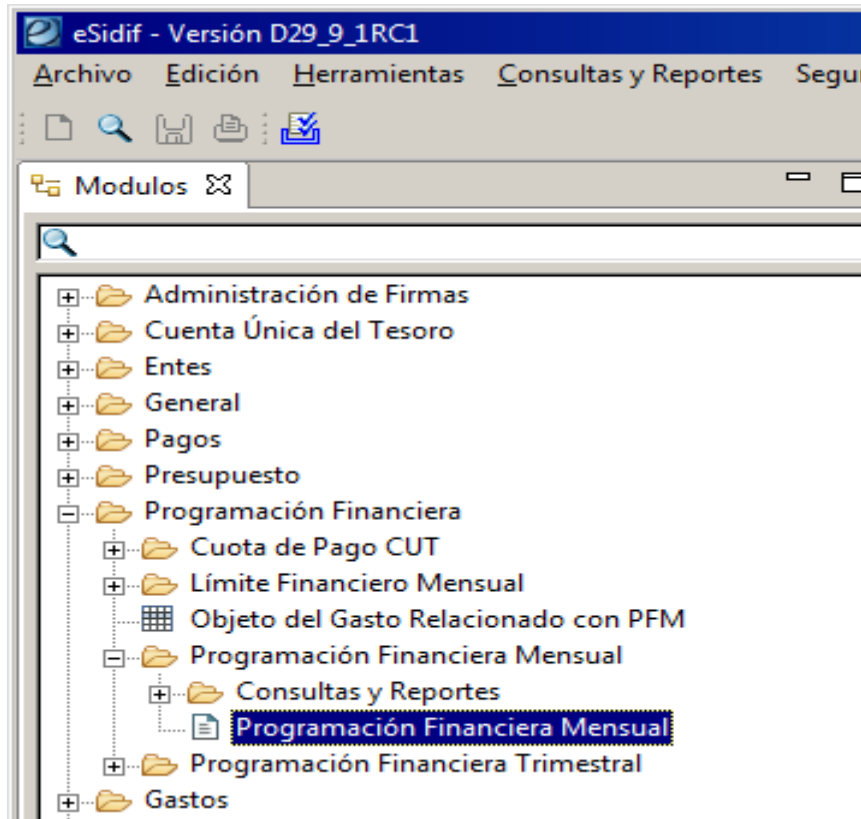 eSidif - Versión D29_9_1RC1
Archivo Edición Herramientas Consultas y Reportes Segur
Modulos
Administración de Firmas
Cuenta Única del Tesoro
Entes
General
Pagos
Presupuesto
Programación Financiera
Cuota de Pago CUT
Límite Financiero Mensual
Objeto del Gasto Relacionado con PFM
Programación Financiera Mensual
Consultas y Reportes
Programación Financiera Mensual
Programación Financiera Trimestral
Gastos